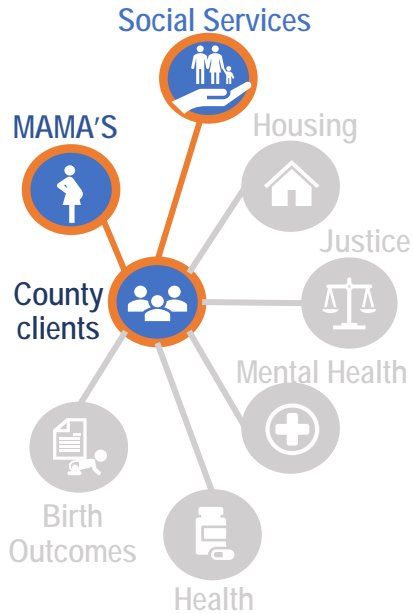 Social Services
MAMA'S
Housing
Justice
County
clients
Mental Health
Birth
Outcomes
Health